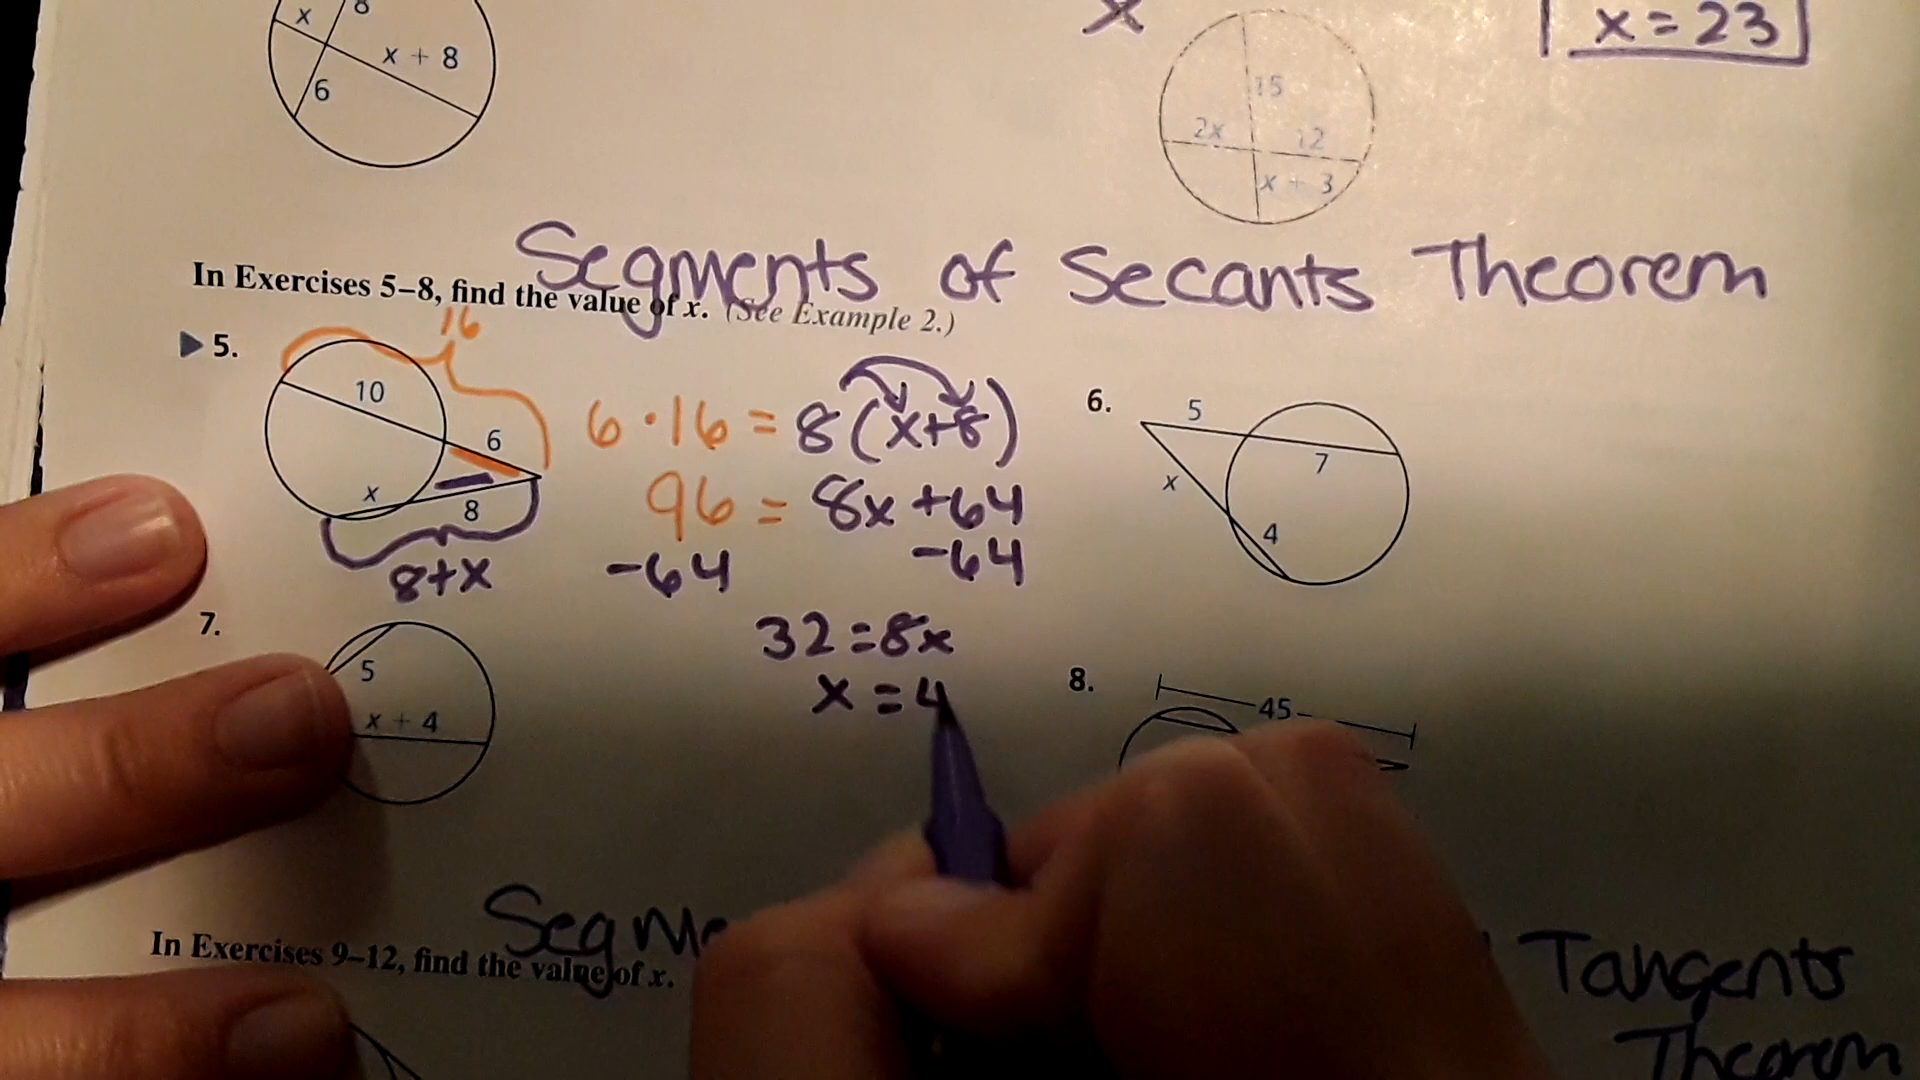 x 8
x + 8
6
x
x = 23
15
2x 12
x + 3
Segments of Secants Theorem
In Exercises 5–8, find the value of x. (See Example 2.)
5.
16
10
6
x
8
8+x
6 · 16 = 8(x+8)
96 = 8x + 64
-64 -64
32 = 8x
x = 4
6.
5
7
x
4
7.
5
x + 4
8.
45
In Exercises 9–12, find the value of x.
Tangents
Theorem